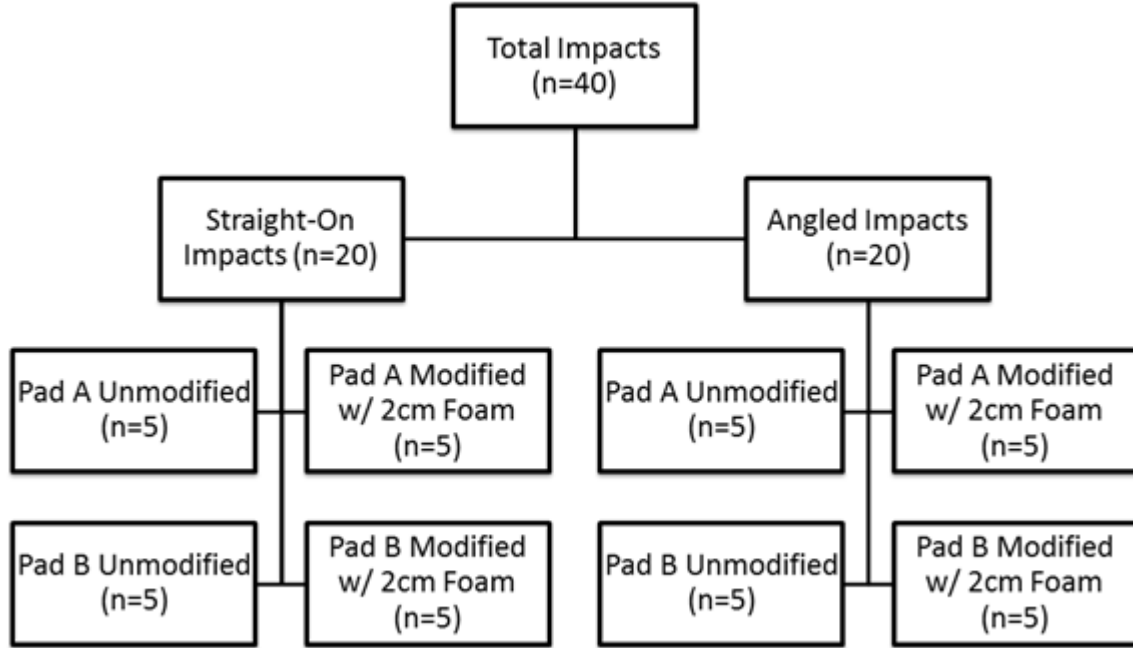 Total Impacts
(n=40)
Straight-On
Impacts (n=20)
Angled Impacts
(n=20)
Pad A Unmodified
(n=5)
Pad A Modified
w/ 2cm Foam
(n=5)
Pad A Unmodified
(n=5)
Pad A Modified
w/ 2cm Foam
(n=5)
Pad B Unmodified
(n=5)
Pad B Modified
w/ 2cm Foam
(n=5)
Pad B Unmodified
(n=5)
Pad B Modified
w/ 2cm Foam
(n=5)